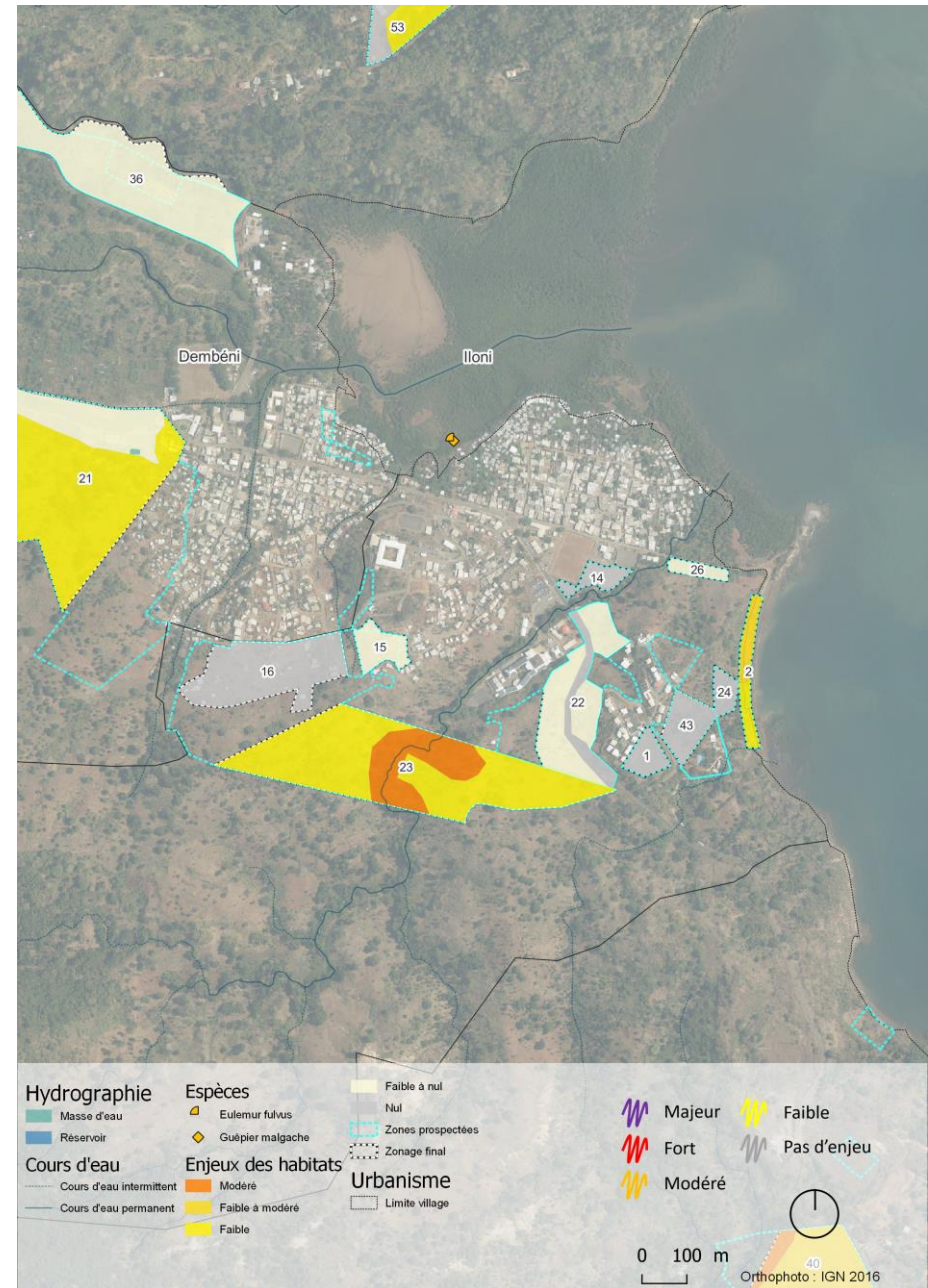 53
36
Dembéni
Iloni
21
14
26
15
16
2
22
24
43
1
23
Hydrographie
Masse d'eau
Réservoir
Cours d'eau
Cours d'eau intermittent
Cours d'eau permanent
Espèces
Eulemur fulvus
Guêpier malgache
Enjeux des habitats
Modéré
Faible à modéré
Faible
Faible à nul
Nul
Zones prospectées
Zonage final
Urbanisme
Limite village
Majeur
Fort
Modéré
Faible
Pas d'enjeu
0 100 m
40
Orthophoto : IGN 2016